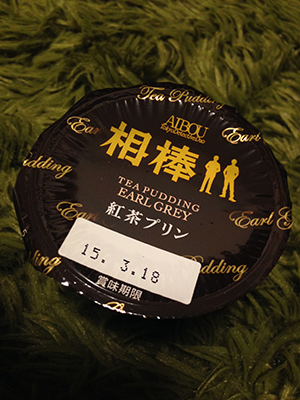 Tea Pudding
Earl
AIBOU
相棒
TEA PUDDING
EARL GREY
紅茶プリン
15. 3.18
賞味期限
Pudding
Earl
Pudding
Earl G